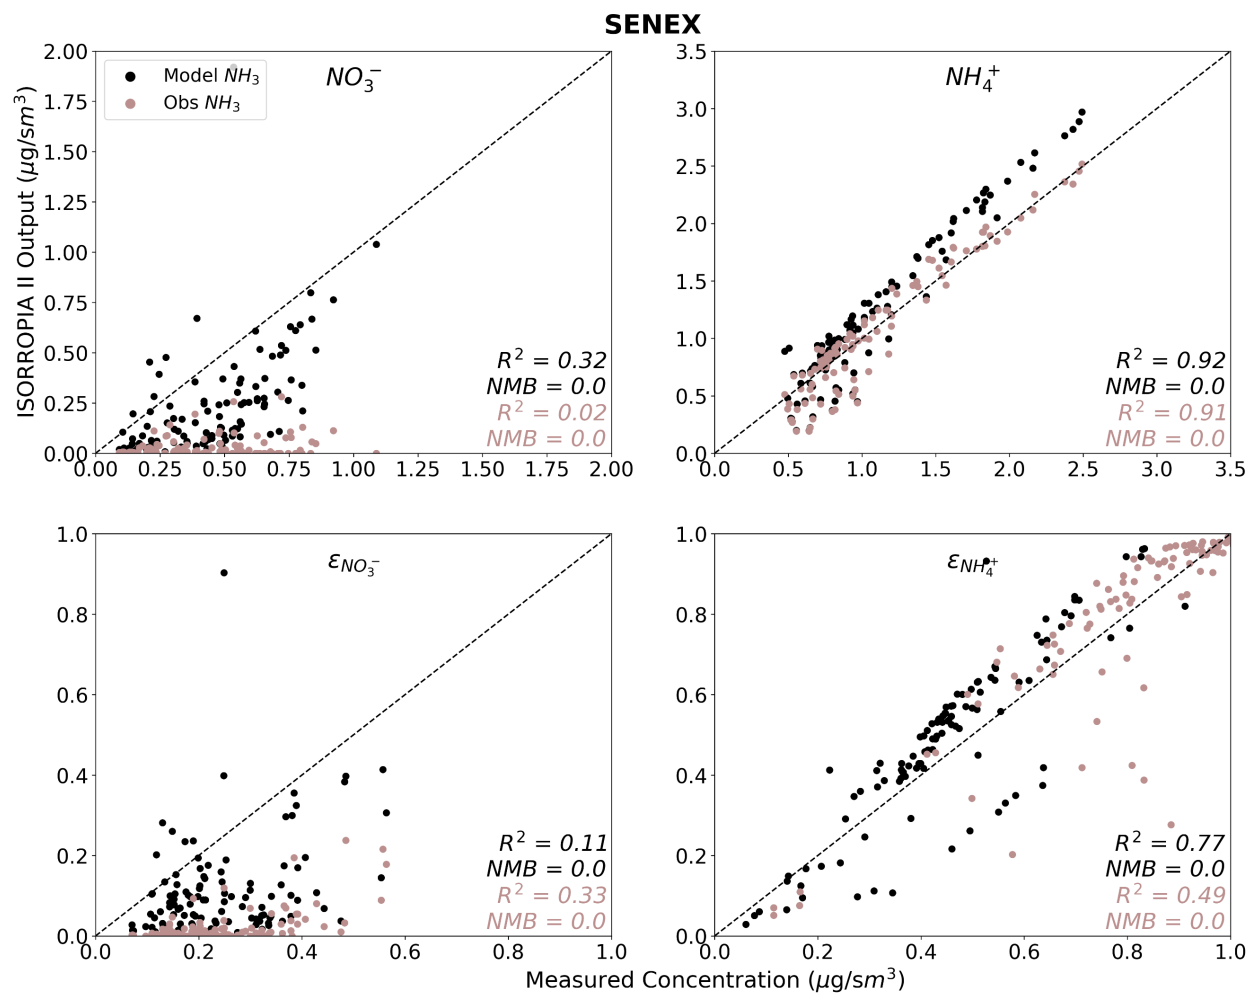 SENEX
ISORROPIA II Output (μg/sm³)
2.00
1.75
1.50
1.25
1.00
0.75
0.50
0.25
0.00
Model NH₃
Obs NH₃
NO₃⁻
R² = 0.32
NMB = 0.0
R² = 0.02
NMB = 0.0
0.00 0.25 0.50 0.75 1.00 1.25 1.50 1.75 2.00
3.5
3.0
2.5
2.0
1.5
1.0
0.5
0.0
NH₄⁺
R² = 0.92
NMB = 0.0
R² = 0.91
NMB = 0.0
0.0 0.5 1.0 1.5 2.0 2.5 3.0 3.5
1.0
0.8
0.6
0.4
0.2
0.0
ε NO₃⁻
R² = 0.11
NMB = 0.0
R² = 0.33
NMB = 0.0
0.0 0.2 0.4 0.6 0.8 1.0
1.0
0.8
0.6
0.4
0.2
0.0
ε NH₄⁺
R² = 0.77
NMB = 0.0
R² = 0.49
NMB = 0.0
0.0 0.2 0.4 0.6 0.8 1.0
Measured Concentration (μg/sm³)